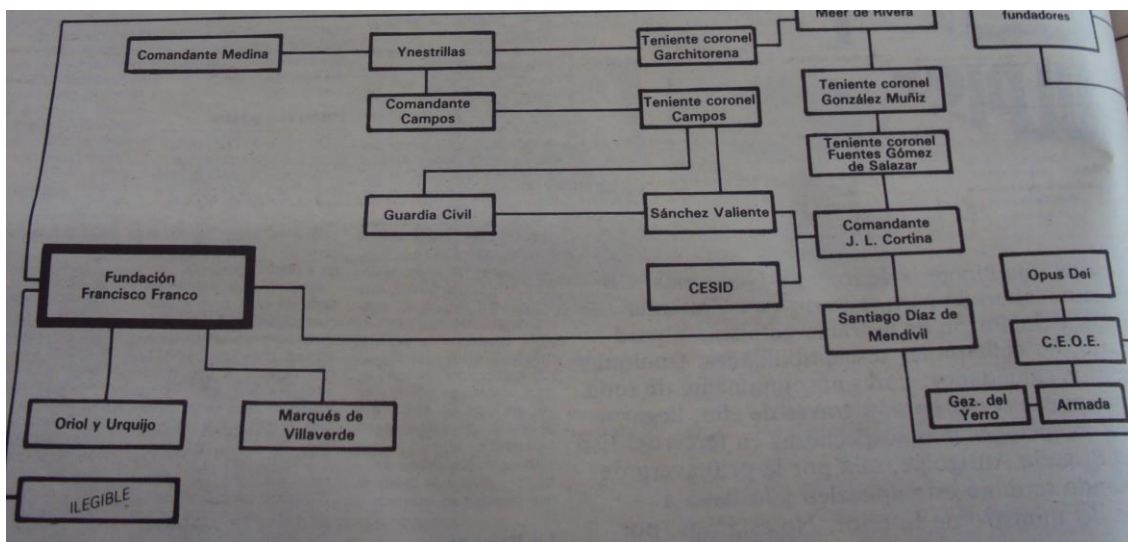 Meer de Rivera
fundadores
Comandante Medina
Ynestrillas
Teniente coronel
Garchitorena
Comandante
Campos
Teniente coronel
Campos
Teniente coronel
González Muñiz
Teniente coronel
Fuentes Gómez
de Salazar
Guardia Civil
Sánchez Valiente
Comandante
J. L. Cortina
Fundación
Francisco Franco
CESID
Opus Dei
Santiago Díaz de
Mendívil
C.E.O.E.
Oriol y Urquijo
Marqués de
Villaverde
Gez. del
Yerro
Armada
ILEGIBLE